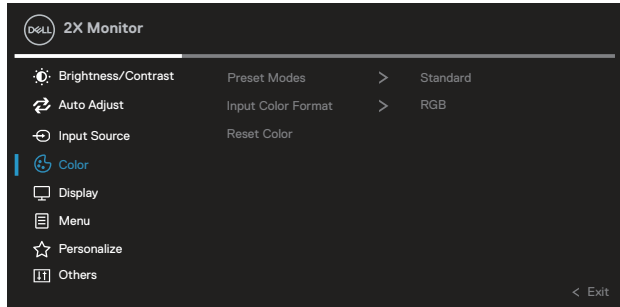 DELL 2X Monitor
Brightness/Contrast Preset Modes > Standard
Auto Adjust Input Color Format > RGB
Input Source Reset Color
Color
Display
Menu
Personalize
Others
< Exit